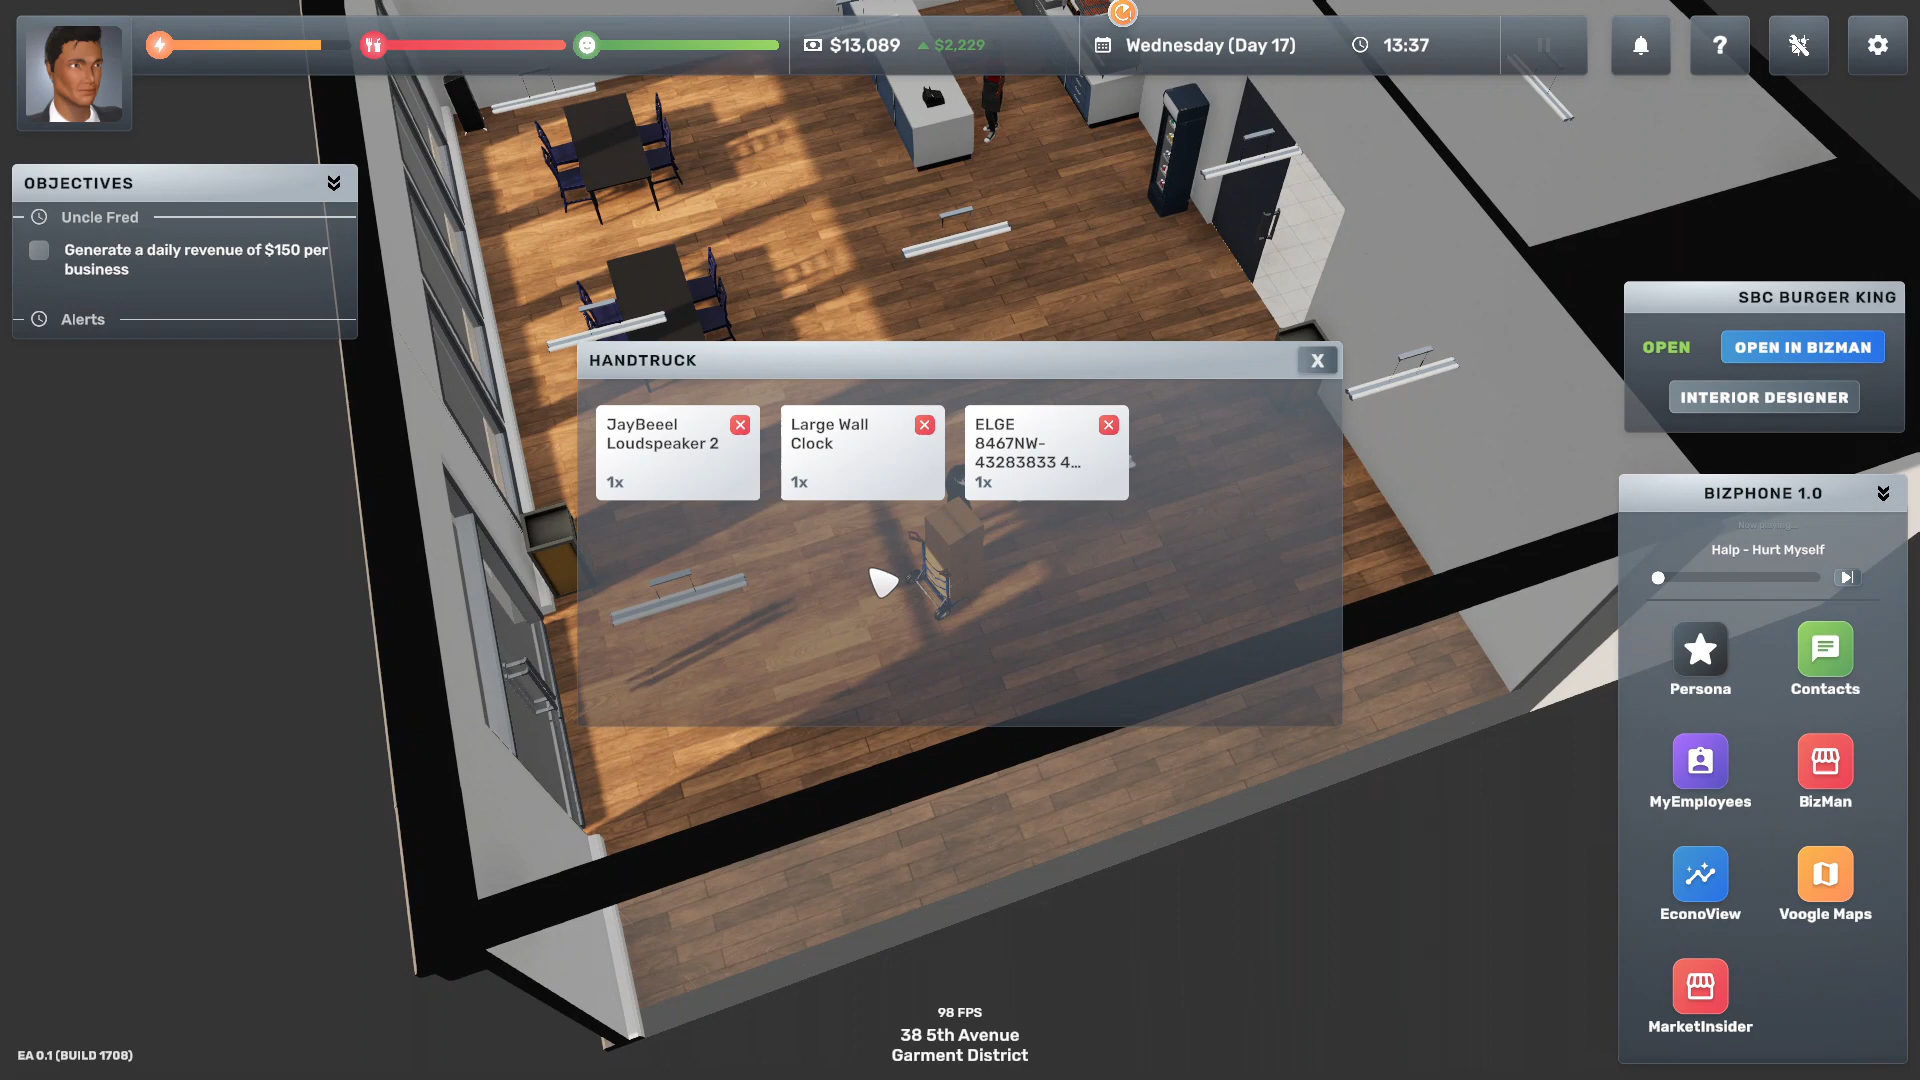 $13,089
$2,229
Wednesday (Day 17)
13:37
?
OBJECTIVES
Uncle Fred
Generate a daily revenue of $150 per
business
Alerts
HANDTRUCK
X
JayBeeel
Loudspeaker 2
1x
Large Wall
Clock
1x
ELGE
8467NW-
43283833 4...
1x
SBC BURGER KING
OPEN
OPEN IN BIZMAN
INTERIOR DESIGNER
BIZPHONE 1.0
Now playing...
Halp - Hurt Myself
Persona
Contacts
MyEmployees
BizMan
EconoView
Voogle Maps
MarketInsider
98 FPS
38 5th Avenue
Garment District
EA 0.1 (BUILD 1708)